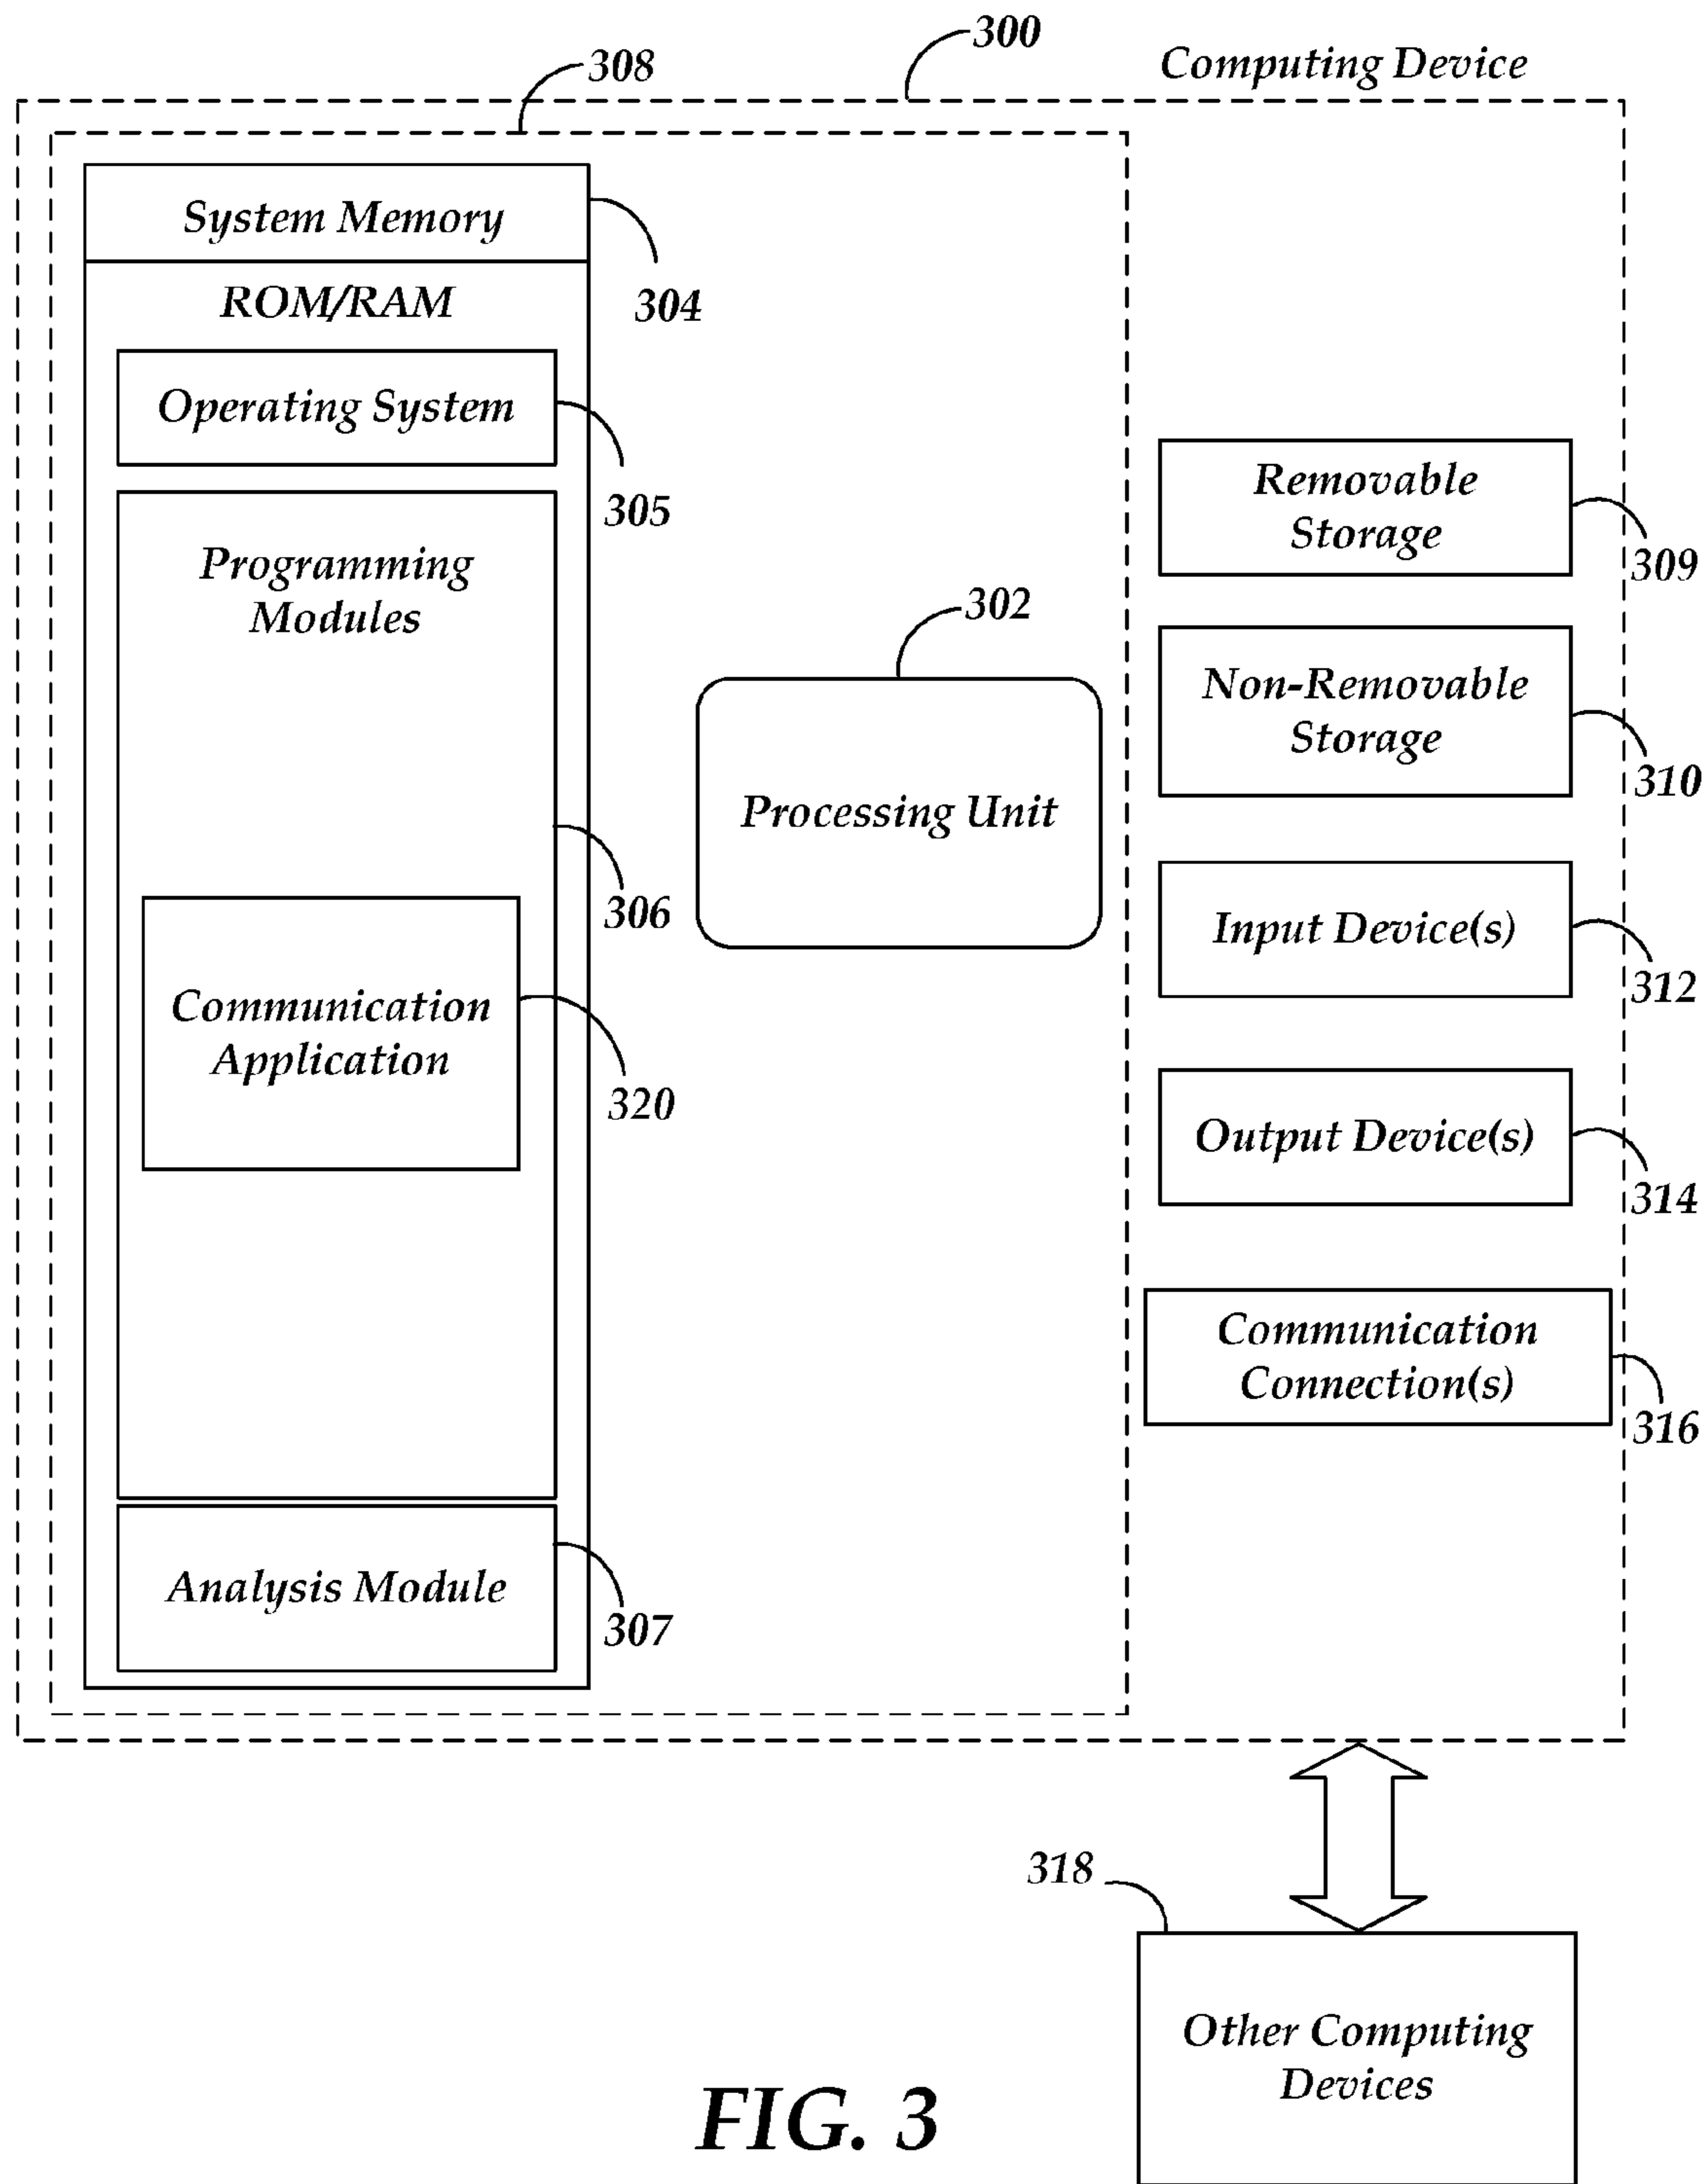 300
Computing Device
308
System Memory
304
ROM/RAM
Operating System
305
Programming
Modules
306
Communication
Application
320
Analysis Module
307
302
Processing Unit
Removable
Storage
309
Non-Removable
Storage
310
Input Device(s)
312
Output Device(s)
314
Communication
Connection(s)
316
318
Other Computing
Devices
FIG. 3